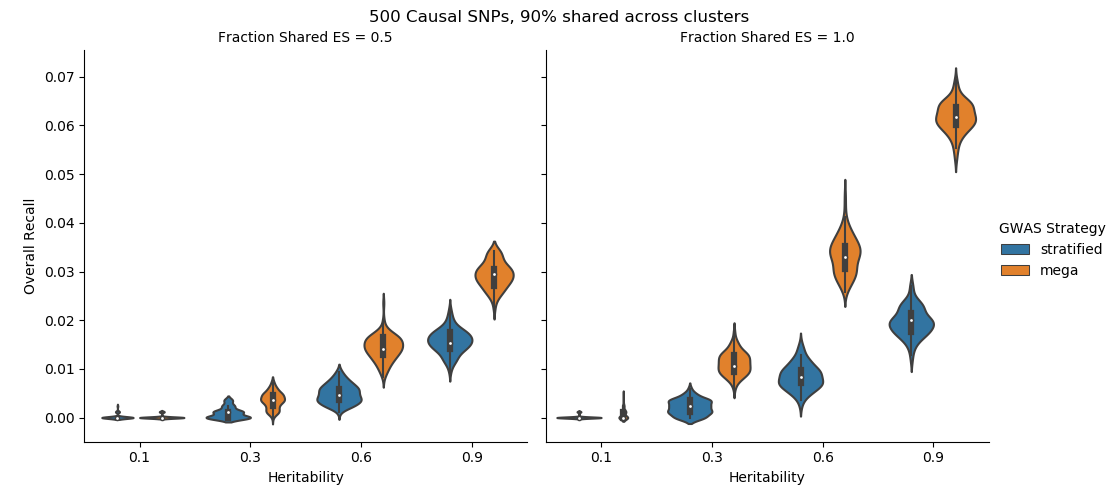 500 Causal SNPs, 90% shared across clusters
Fraction Shared ES = 0.5
Fraction Shared ES = 1.0
0.07
0.06
0.05
0.04
0.03
0.02
0.01
0.00
Overall Recall
GWAS Strategy
stratified
mega
0.1 0.3 0.6 0.9
0.1 0.3 0.6 0.9
Heritability
Heritability